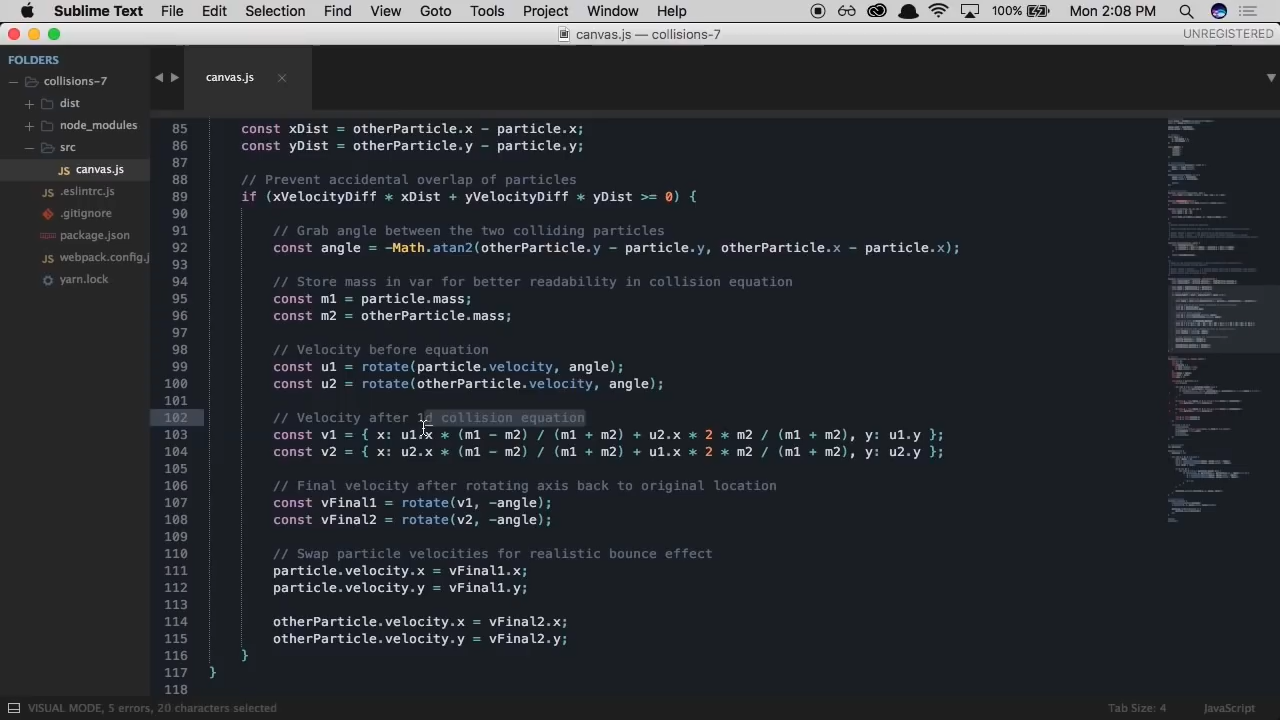 Sublime Text File Edit Selection Find View Goto Tools Project Window Help 100% Mon 2:08 PM
canvas.js — collisions-7 UNREGISTERED
FOLDERS
collisions-7
dist
node_modules
src
JS canvas.js
JS .eslintrc.js
.gitignore
package.json
webpack.config.j
yarn.lock
canvas.js
85 const xDist = otherParticle.x - particle.x;
86 const yDist = otherParticle.y - particle.y;
87
88 // Prevent accidental overlap of particles
89 if (xVelocityDiff * xDist + yVelocityDiff * yDist >= 0) {
90
91 // Grab angle between the two colliding particles
92 const angle = -Math.atan2(otherParticle.y - particle.y, otherParticle.x - particle.x);
93
94 // Store mass in var for better readability in collision equation
95 const m1 = particle.mass;
96 const m2 = otherParticle.mass;
97
98 // Velocity before equation
99 const u1 = rotate(particle.velocity, angle);
100 const u2 = rotate(otherParticle.velocity, angle);
101
102 // Velocity after 1d collision equation
103 const v1 = { x: u1.x * (m1 - m2) / (m1 + m2) + u2.x * 2 * m2 / (m1 + m2), y: u1.y };
104 const v2 = { x: u2.x * (m1 - m2) / (m1 + m2) + u1.x * 2 * m2 / (m1 + m2), y: u2.y };
105
106 // Final velocity after rotating axis back to original location
107 const vFinal1 = rotate(v1, -angle);
108 const vFinal2 = rotate(v2, -angle);
109
110 // Swap particle velocities for realistic bounce effect
111 particle.velocity.x = vFinal1.x;
112 particle.velocity.y = vFinal1.y;
113
114 otherParticle.velocity.x = vFinal2.x;
115 otherParticle.velocity.y = vFinal2.y;
116 }
117 }
118
VISUAL MODE, 5 errors, 20 characters selected Tab Size: 4 JavaScript